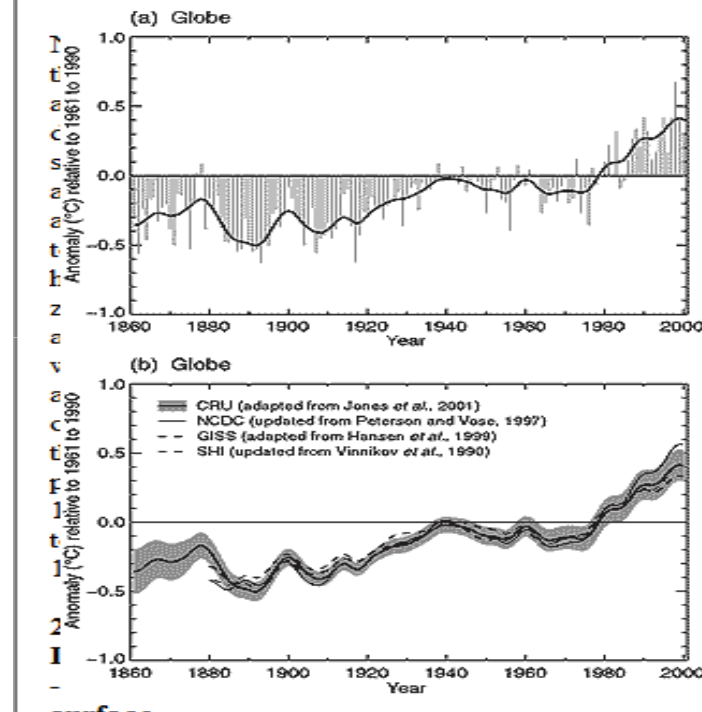 (a) Globe
Anomaly (°C) relative to 1961 to 1990
1.0
0.5
0.0
−0.5
−1.0
1860 1880 1900 1920 1940 1960 1980 2000
Year
(b) Globe
Anomaly (°C) relative to 1961 to 1990
1.0
0.5
0.0
−0.5
−1.0
CRU (adapted from Jones et al., 2001)
NCDC (updated from Peterson and Vose, 1997)
GISS (adapted from Hansen et al., 1999)
SHI (updated from Vinnikov et al., 1990)
1860 1880 1900 1920 1940 1960 1980 2000
Year